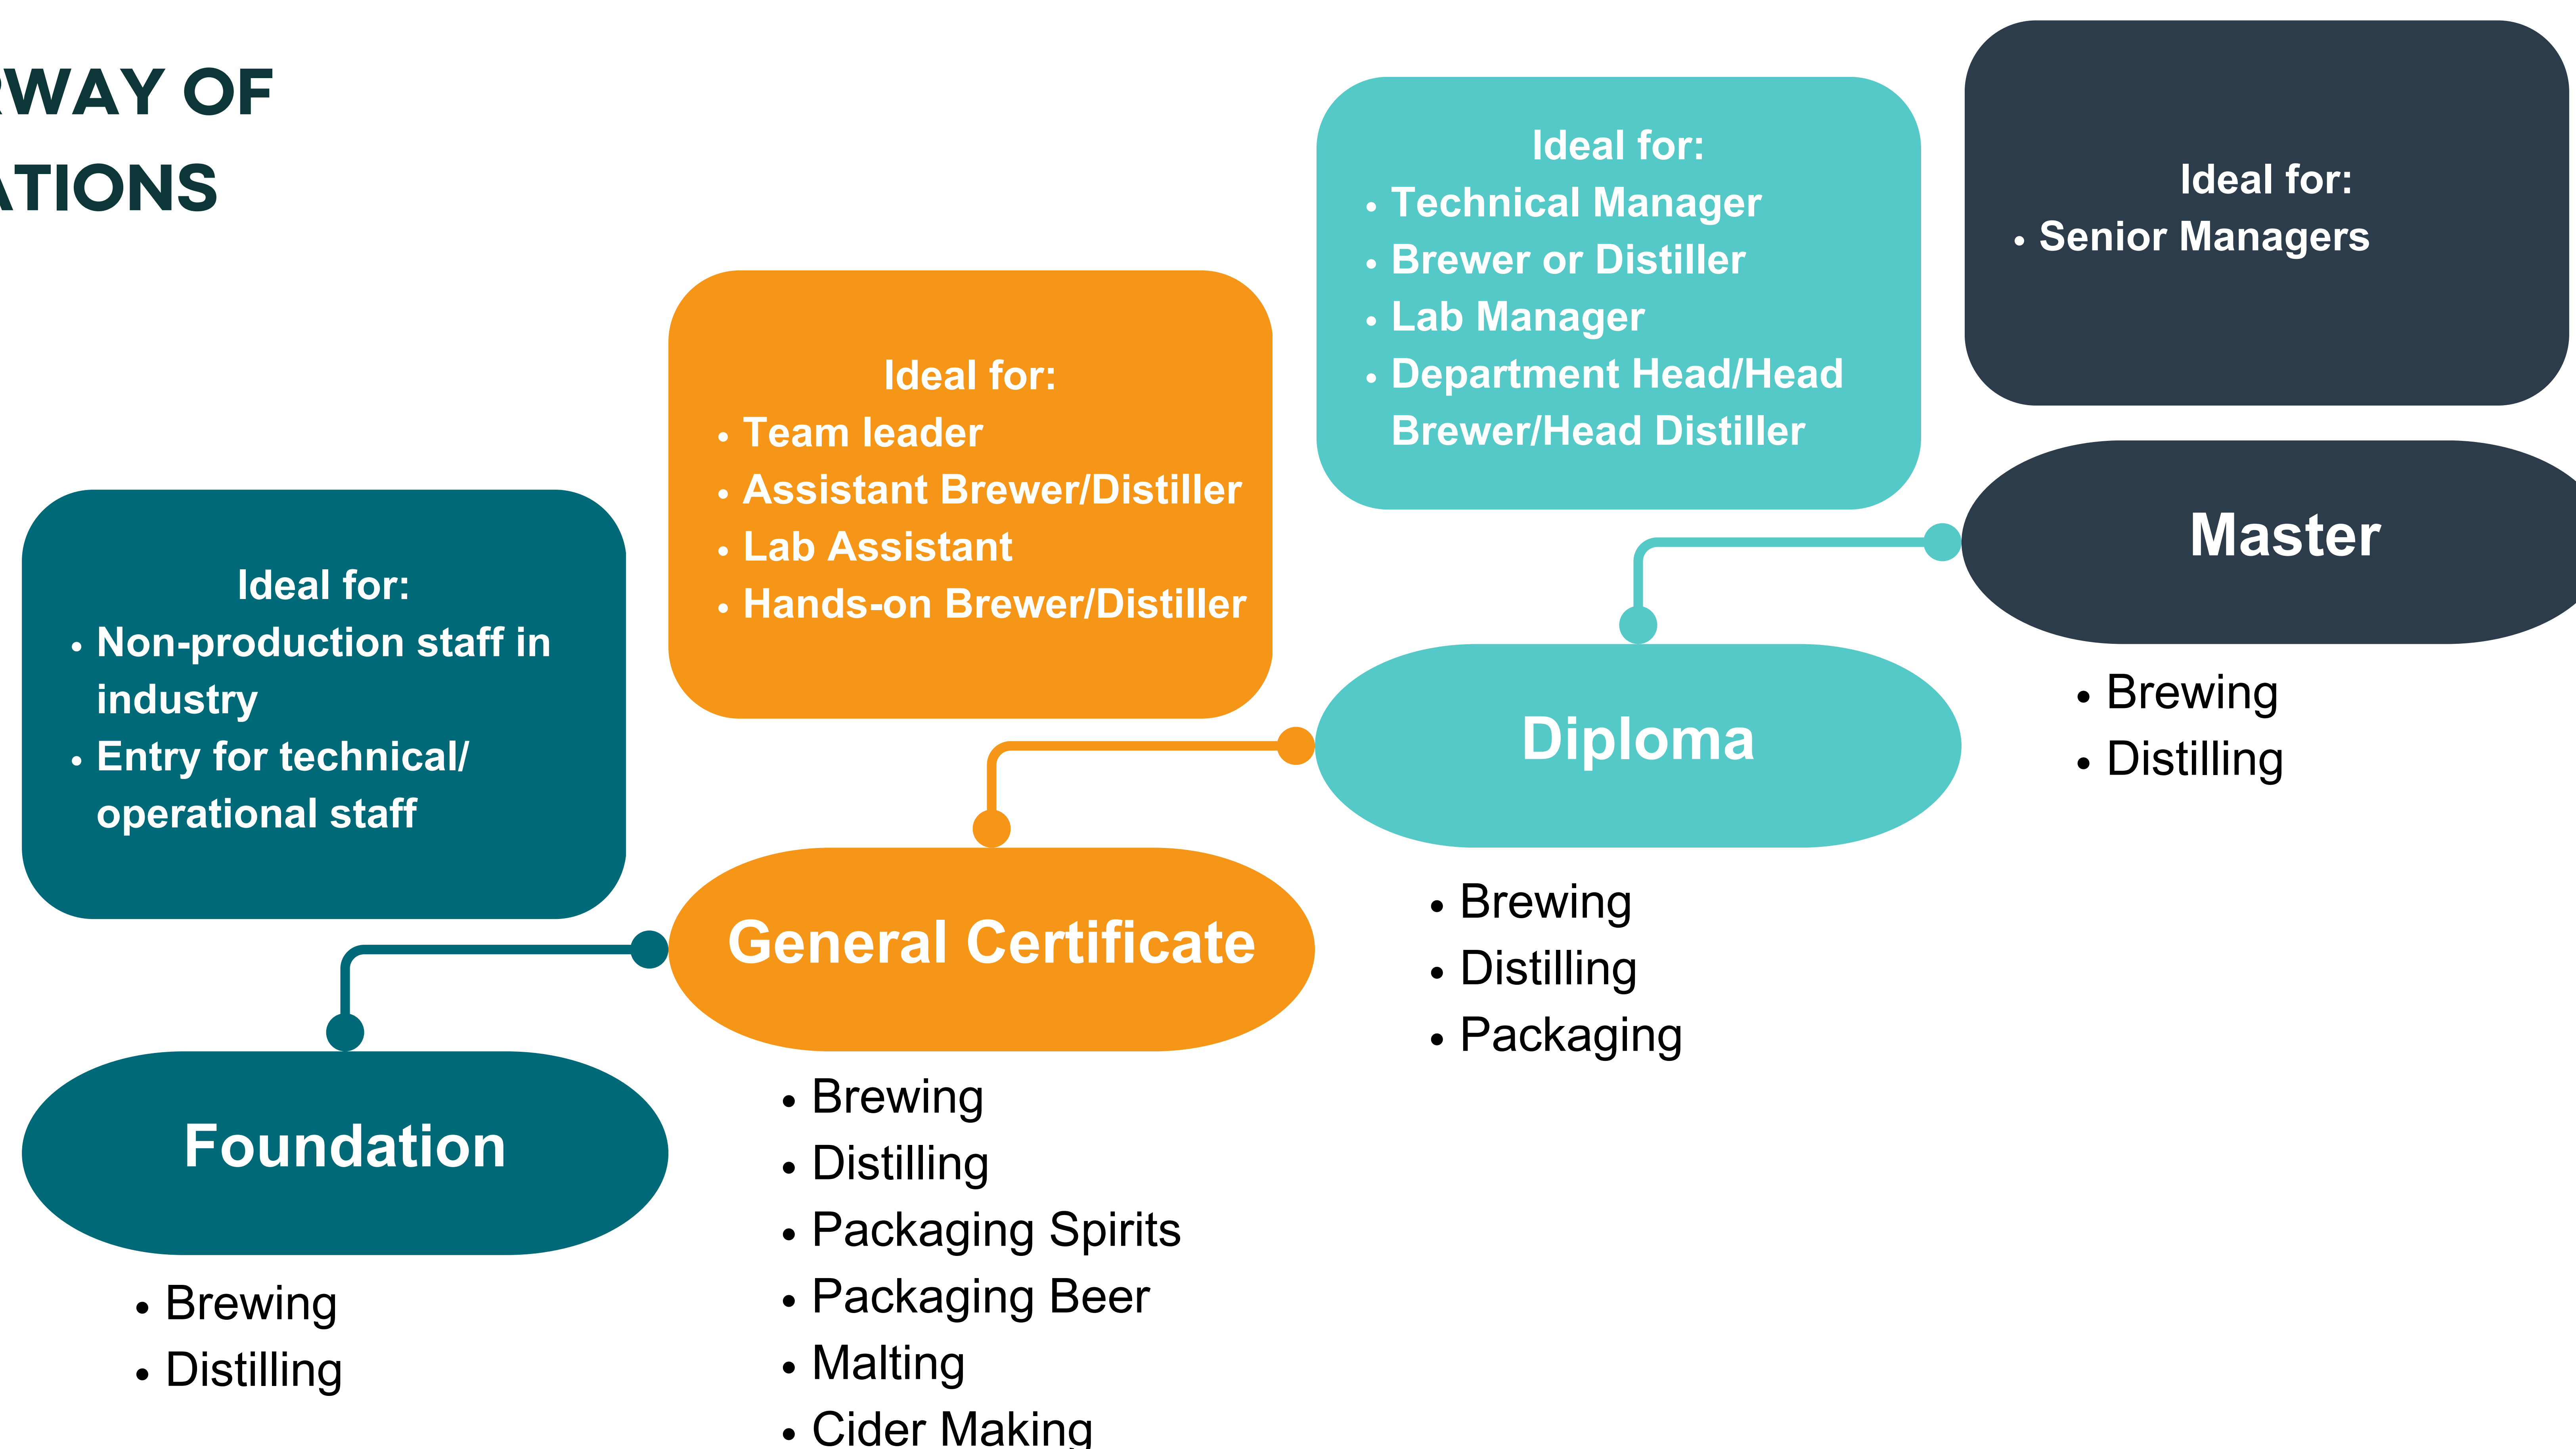 RWAY OF
ATIONS
Ideal for:
• Non-production staff in
industry
• Entry for technical/
operational staff
Foundation
• Brewing
• Distilling
Ideal for:
• Team leader
• Assistant Brewer/Distiller
• Lab Assistant
• Hands-on Brewer/Distiller
General Certificate
• Brewing
• Distilling
• Packaging Spirits
• Packaging Beer
• Malting
• Cider Making
Ideal for:
• Technical Manager
• Brewer or Distiller
• Lab Manager
• Department Head/Head
Brewer/Head Distiller
Diploma
• Brewing
• Distilling
• Packaging
Ideal for:
• Senior Managers
Master
• Brewing
• Distilling